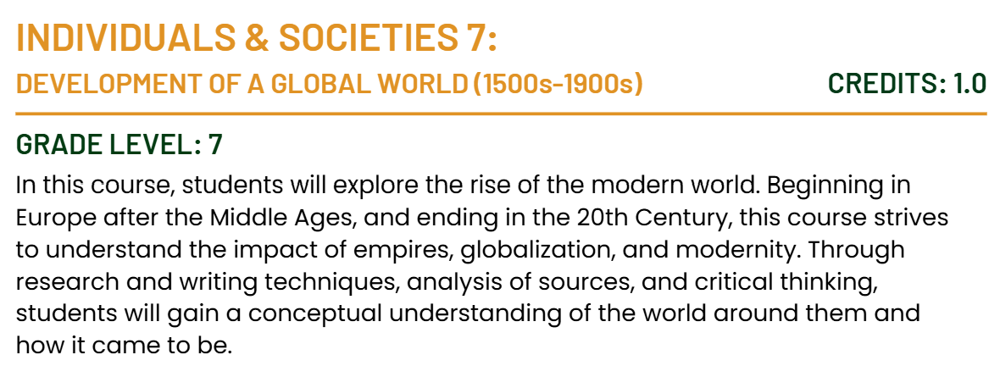 INDIVIDUALS & SOCIETIES 7:
DEVELOPMENT OF A GLOBAL WORLD (1500s-1900s)
CREDITS: 1.0
GRADE LEVEL: 7
In this course, students will explore the rise of the modern world. Beginning in
Europe after the Middle Ages, and ending in the 20th Century, this course strives
to understand the impact of empires, globalization, and modernity. Through
research and writing techniques, analysis of sources, and critical thinking,
students will gain a conceptual understanding of the world around them and
how it came to be.